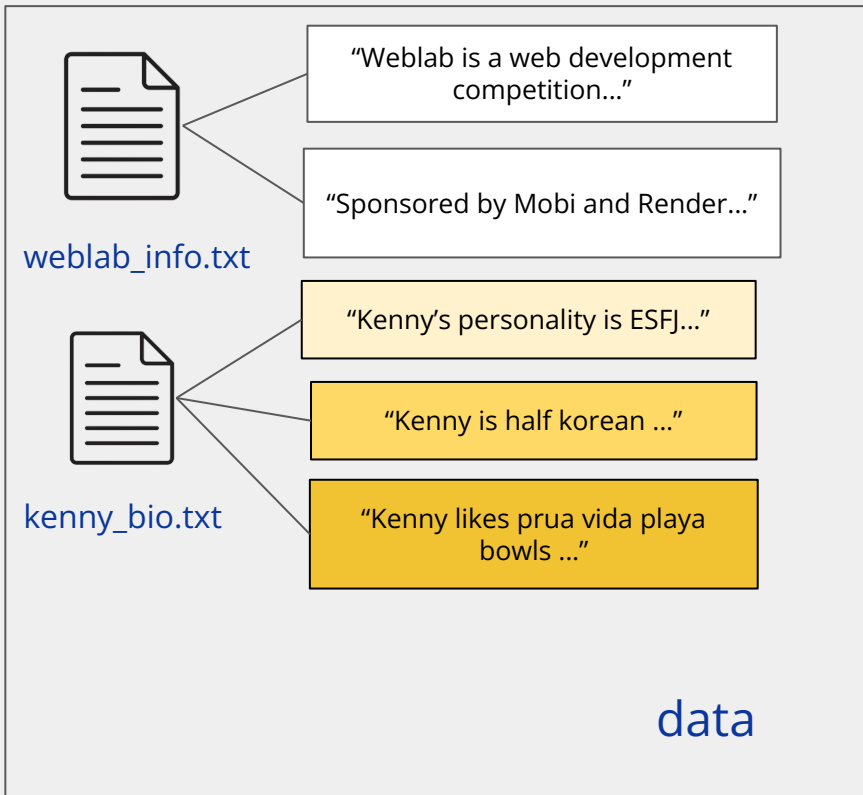 “Weblab is a web development
competition...”
“Sponsored by Mobi and Render...”
weblab_info.txt
“Kenny’s personality is ESFJ...”
“Kenny is half korean ...”
kenny_bio.txt
“Kenny likes prua vida playa
bowls ...”
data